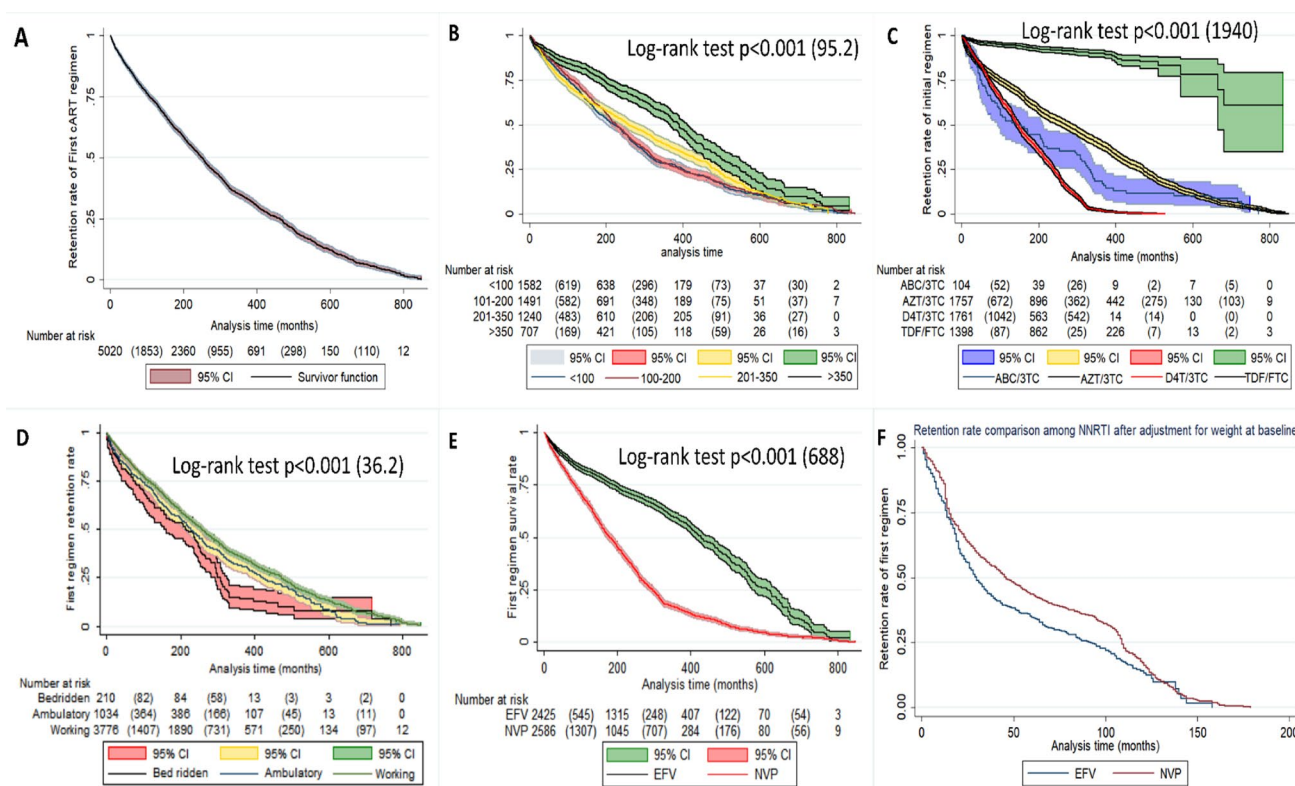 A
Retention rate of First cART regimen
1
.75
.5
.25
0
0 200 400 600 800
Analysis time (months)
Number at risk
5020 (1853) 2360 (955) 691 (298) 150 (110) 12
95% CI Survivor function
B
Log-rank test p<0.001 (95.2)
1
.75
.5
.25
0
0 200 400 600 800
analysis time
Number at risk
<100 1582 (619) 638 (296) 179 (73) 37 (30) 2
101-200 1491 (582) 691 (348) 189 (75) 51 (37) 7
201-350 1240 (483) 610 (206) 205 (91) 36 (27) 0
>350 707 (169) 421 (105) 118 (59) 26 (16) 3
95% CI 95% CI 95% CI 95% CI
<100 100-200 201-350 >350
C
Log-rank test p<0.001 (1940)
Retention rate of initial regimen
1
.75
.5
.25
0
0 200 400 600 800
Analysis time (months)
Number at risk
ABC/3TC 104 (52) 39 (26) 9 (2) 7 (5) 0
AZT/3TC 1757 (672) 896 (362) 442 (275) 130 (103) 9
D4T/3TC 1761 (1042) 563 (542) 14 (14) 0 (0) 0
TDF/FTC 1398 (87) 862 (25) 226 (7) 13 (2) 3
95% CI 95% CI 95% CI 95% CI
ABC/3TC AZT/3TC D4T/3TC TDF/FTC
D
Log-rank test p<0.001 (36.2)
First regimen retention rate
1
.75
.5
.25
0
0 200 400 600 800
Analysis time (months)
Number at risk
Bedridden 210 (82) 84 (58) 13 (3) 3 (2) 0
Ambulatory 1034 (364) 386 (166) 107 (45) 13 (11) 0
Working 3776 (1407) 1890 (731) 571 (250) 134 (97) 12
95% CI 95% CI 95% CI
Bed ridden Ambulatory Working
E
Log-rank test p<0.001 (688)
First regimen survival rate
1
.75
.5
.25
0
0 200 400 600 800
Analysis time (months)
Number at risk
EFV 2425 (545) 1315 (248) 407 (122) 70 (54) 3
NVP 2586 (1307) 1045 (707) 284 (176) 80 (56) 9
95% CI 95% CI
EFV NVP
F
Retention rate comparison among NNRTI after adjustment for weight at baseline
Retention rate of first regimen
1.00
0.75
0.50
0.25
0.00
0 50 100 150 200
Analysis time (months)
EFV NVP